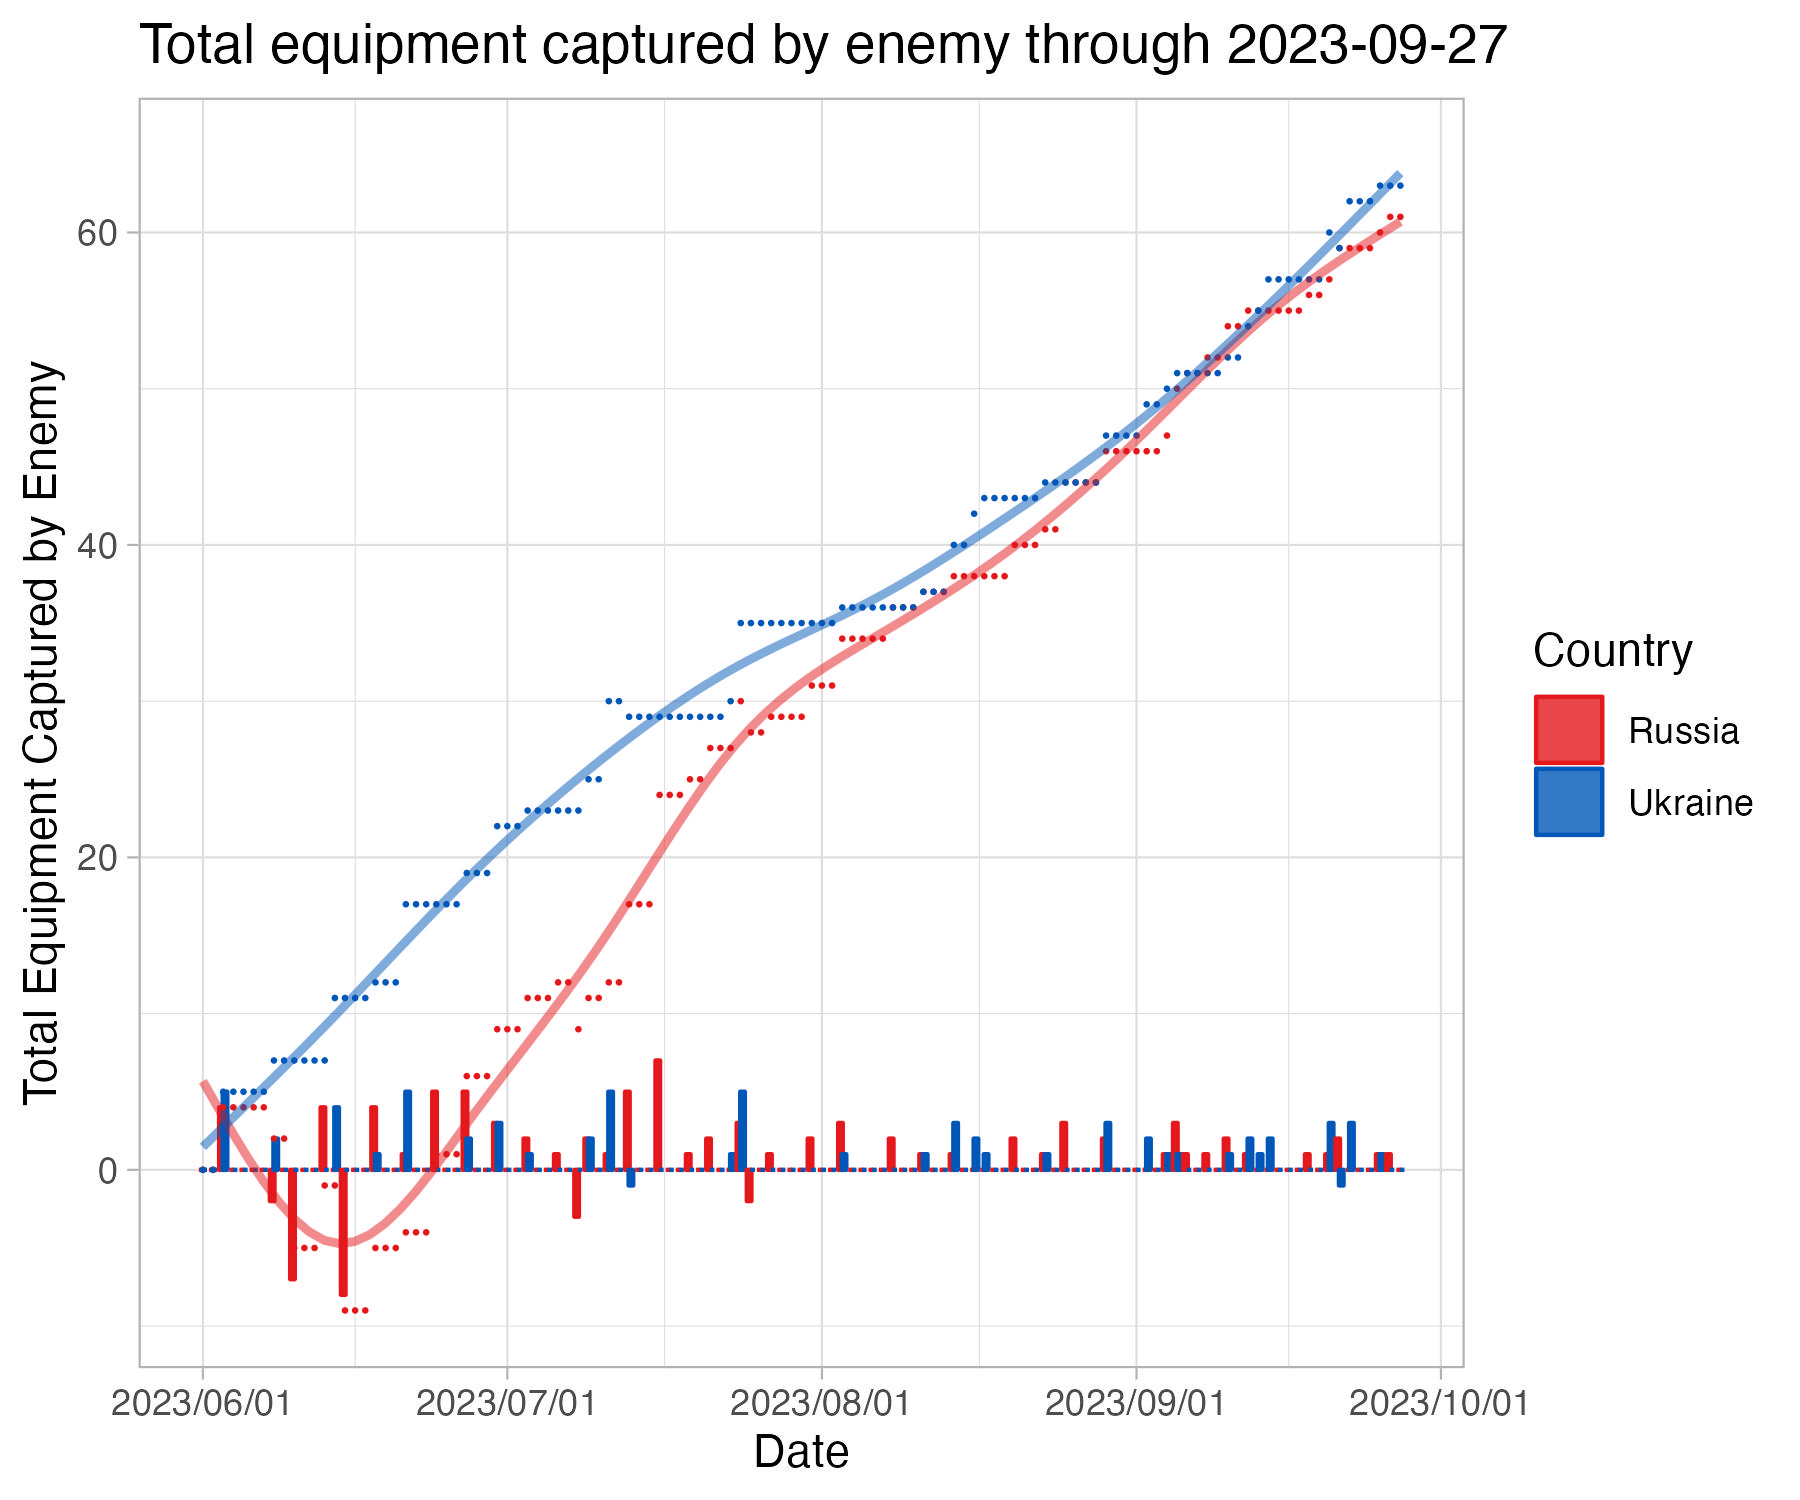 Total equipment captured by enemy through 2023-09-27
Total Equipment Captured by Enemy
60
40
20
0
2023/06/01
2023/07/01
2023/08/01
2023/09/01
2023/10/01
Date
Country
Russia
Ukraine